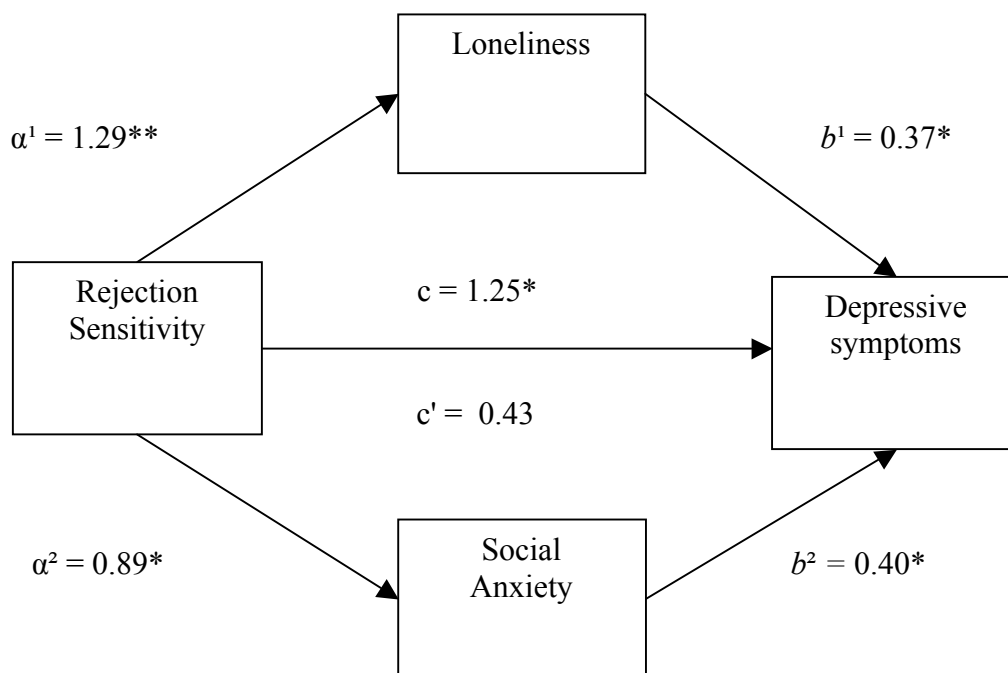 Loneliness
α¹ = 1.29**
b¹ = 0.37*
Rejection
Sensitivity
c = 1.25*
Depressive
symptoms
c' = 0.43
Social
Anxiety
α² = 0.89*
b² = 0.40*